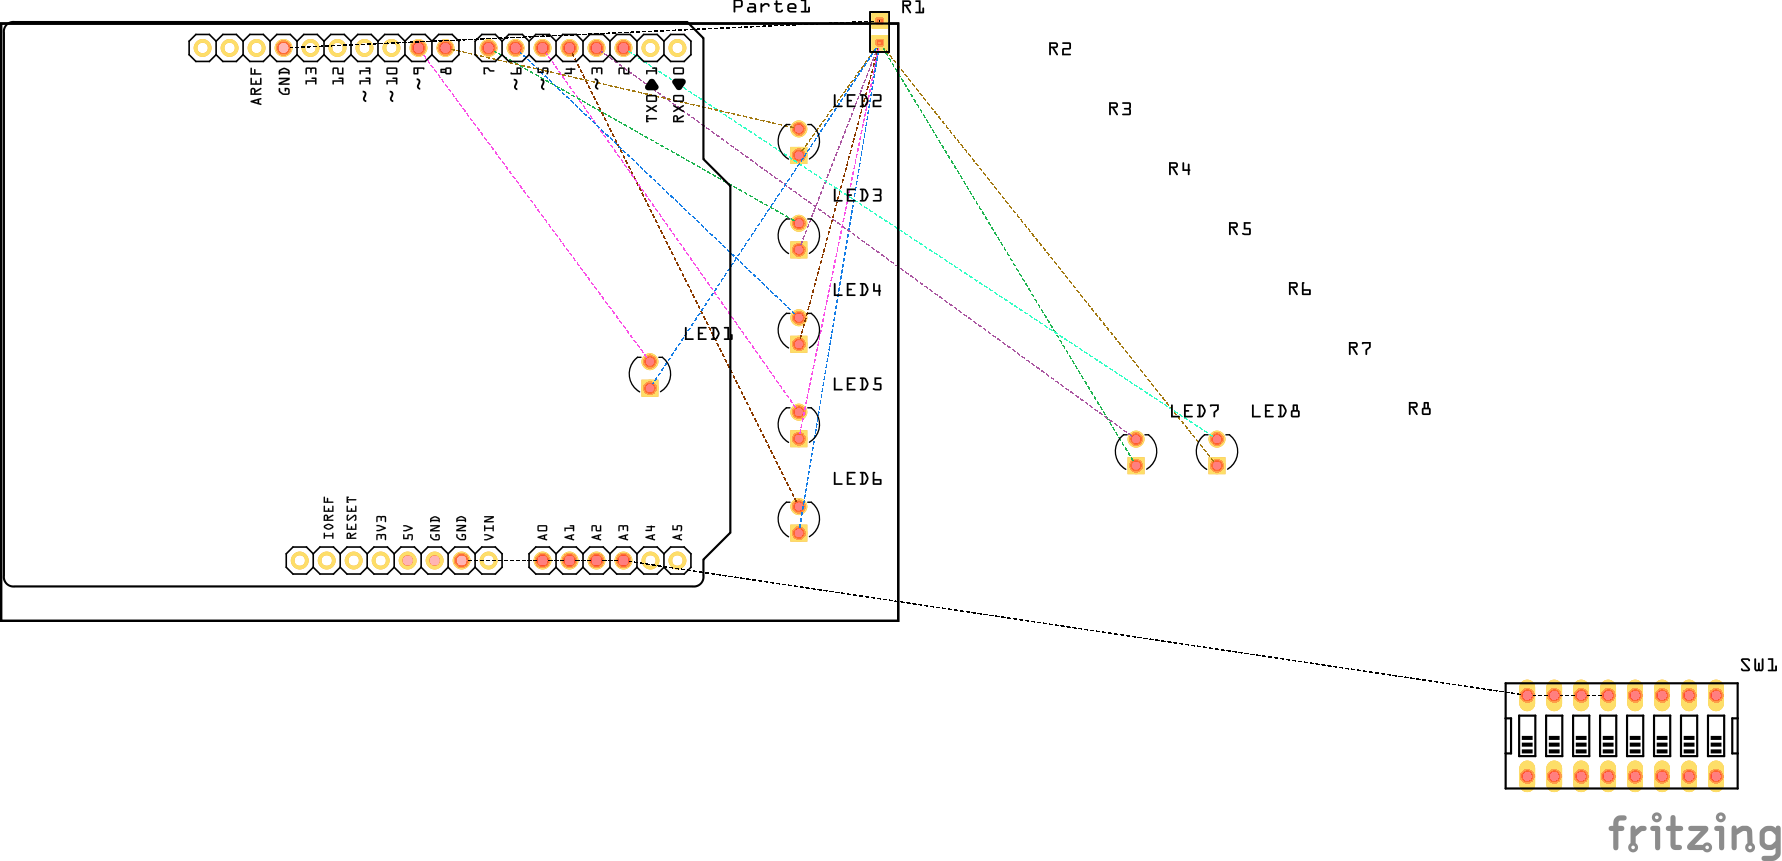 Parte1
R1
R2
R3
R4
R5
R6
R7
R8
AREF
GND
13
12
~11
~10
~9
8
7
~6
~5
4
~3
2
TX0 1
RX0 0
LED2
LED3
LED4
LED1
LED5
LED7
LED8
LED6
IOREF
RESET
3V3
5V
GND
GND
VIN
A0
A1
A2
A3
A4
A5
SW1
fritzing